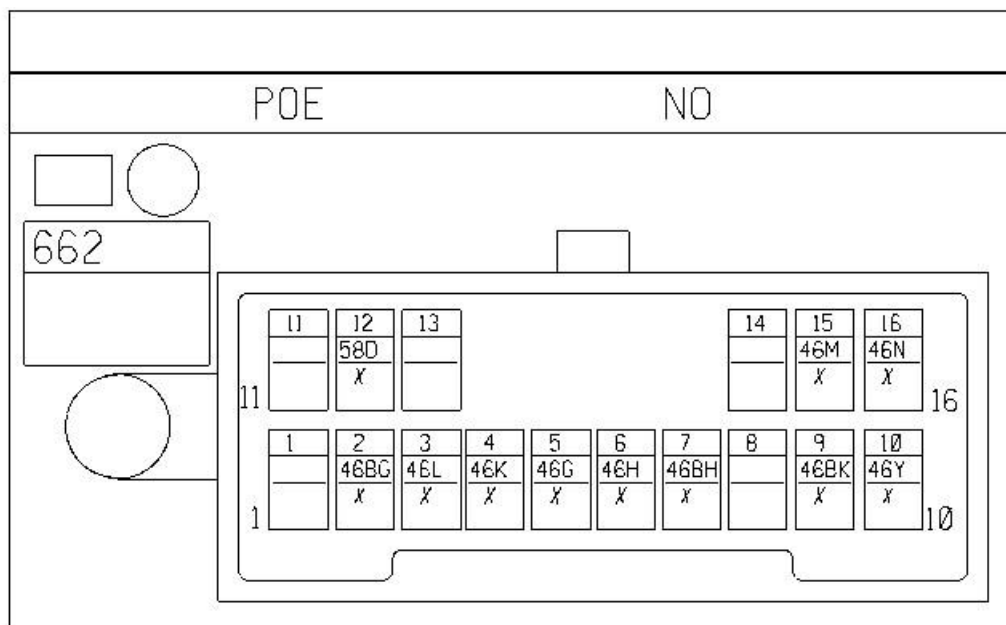 POE NO
662
11 12 13 14 15 16
58D 46M 46N
X X X
11 16
1 2 3 4 5 6 7 8 9 10
46BG 46L 46K 46G 46H 46BH 46BK 46Y
X X X X X X X X
1 10